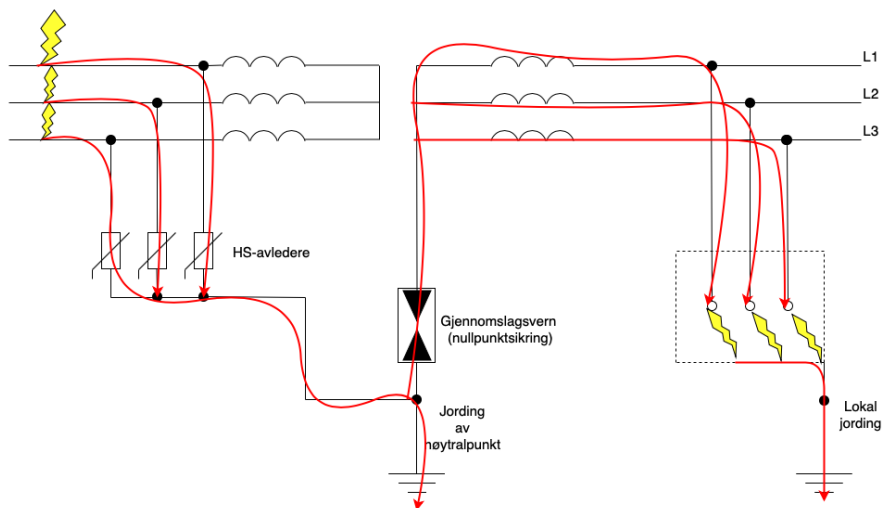 L1
L2
L3
HS-avledere
Gjennomslagsvern
(nullpunktsikring)
Jording
av
nøytralpunkt
Lokal
jording